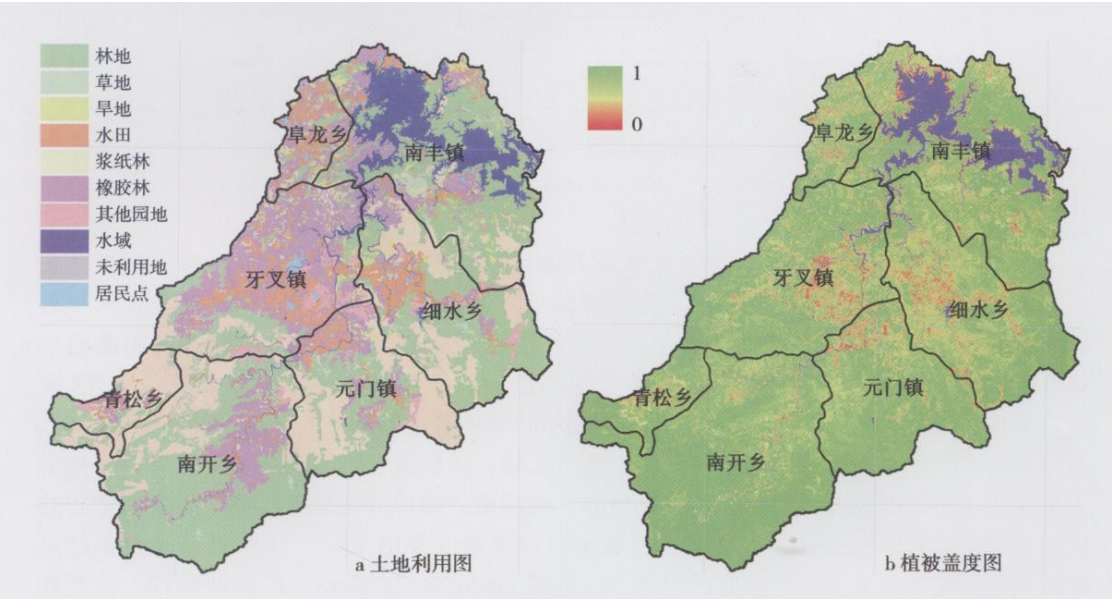 林地
草地
旱地
水田
浆纸林
橡胶林
其他园地
水域
未利用地
居民点
阜龙乡
南丰镇
牙叉镇
细水乡
元门镇
青松乡
南开乡
a 土地利用图
1
0
阜龙乡
南丰镇
牙叉镇
细水乡
元门镇
青松乡
南开乡
b 植被盖度图